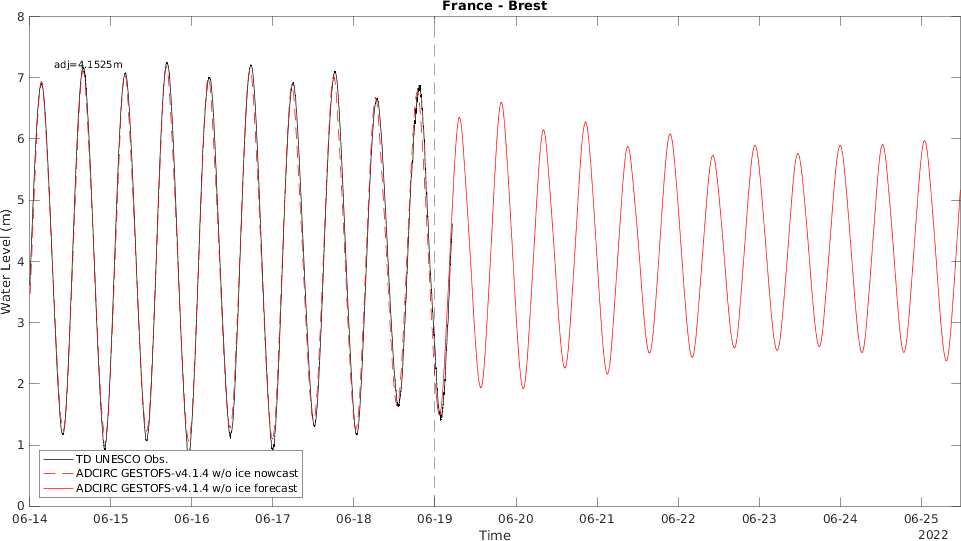 France - Brest
adj=4.1525m
8
7
6
5
4
3
2
1
0
Water Level (m)
TD UNESCO Obs.
ADCIRC GESTOFS-v4.1.4 w/o ice nowcast
ADCIRC GESTOFS-v4.1.4 w/o ice forecast
06-14 06-15 06-16 06-17 06-18 06-19 06-20 06-21 06-22 06-23 06-24 06-25
Time
2022